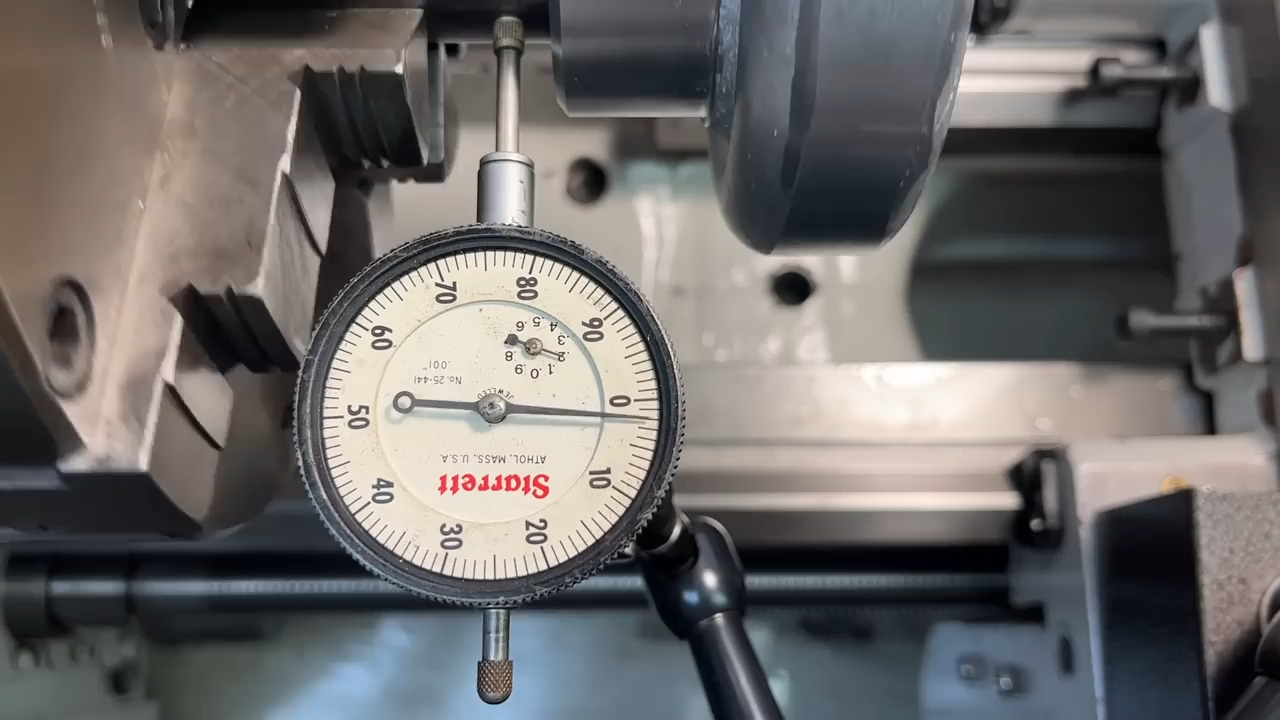 20 30
10 40
Starrett
ATHOL, MASS., U.S.A.
0 50
JEWELED
No. 25-441
.001"
.9 0 .1
.8 .2
.3
.6 .5 .4
90 60
80 70